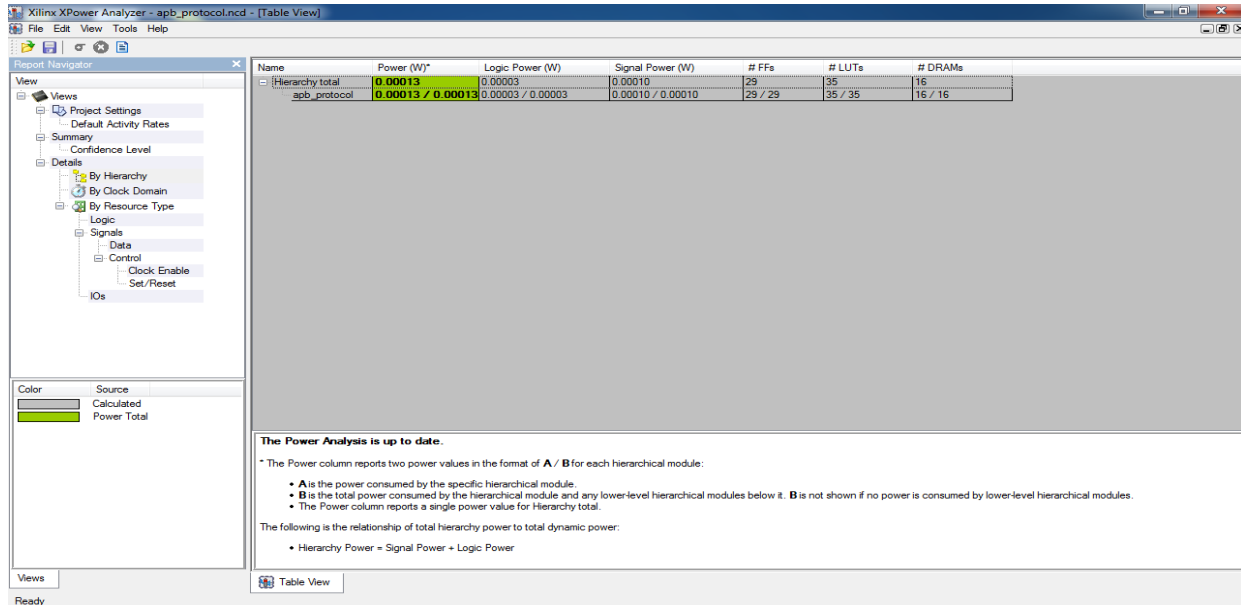 Xilinx XPower Analyzer - apb_protocol.ncd - [Table View]
File Edit View Tools Help
Report Navigator
View
Views
Project Settings
Default Activity Rates
Summary
Confidence Level
Details
By Hierarchy
By Clock Domain
By Resource Type
Logic
Signals
Data
Control
Clock Enable
Set/Reset
IOs
Color Source
Calculated
Power Total
Views
Name Power (W)* Logic Power (W) Signal Power (W) # FFs # LUTs # DRAMs
Hierarchy total 0.00013 0.00003 0.00010 29 35 16
apb_protocol 0.00013 / 0.00013 0.00003 / 0.00003 0.00010 / 0.00010 29 / 29 35 / 35 16 / 16
The Power Analysis is up to date.
* The Power column reports two power values in the format of A / B for each hierarchical module:
• A is the power consumed by the specific hierarchical module.
• B is the total power consumed by the hierarchical module and any lower-level hierarchical modules below it. B is not shown if no power is consumed by lower-level hierarchical modules.
• The Power column reports a single power value for Hierarchy total.
The following is the relationship of total hierarchy power to total dynamic power:
• Hierarchy Power = Signal Power + Logic Power
Table View
Ready